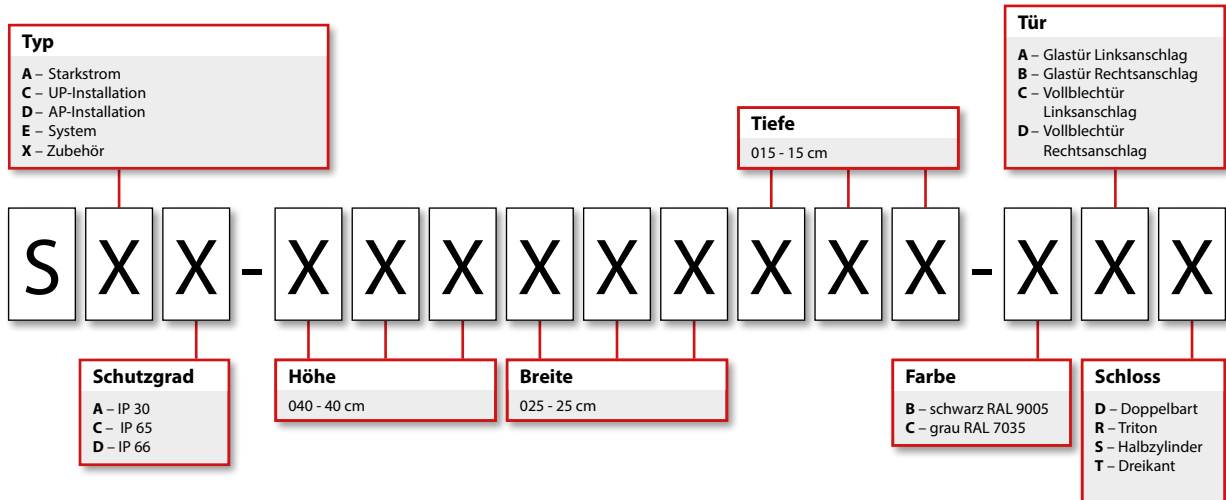 Typ
A – Starkstrom
C – UP-Installation
D – AP-Installation
E – System
X – Zubehör
Tiefe
015 - 15 cm
Tür
A – Glastür Linksanschlag
B – Glastür Rechtsanschlag
C – Vollblechtür
Linksanschlag
D – Vollblechtür
Rechtsanschlag
S X X - X X X X X X X X X - X X X
Schutzgrad
A – IP 30
C – IP 65
D – IP 66
Höhe
040 - 40 cm
Breite
025 - 25 cm
Farbe
B – schwarz RAL 9005
C – grau RAL 7035
Schloss
D – Doppelbart
R – Triton
S – Halbzylinder
T – Dreikant